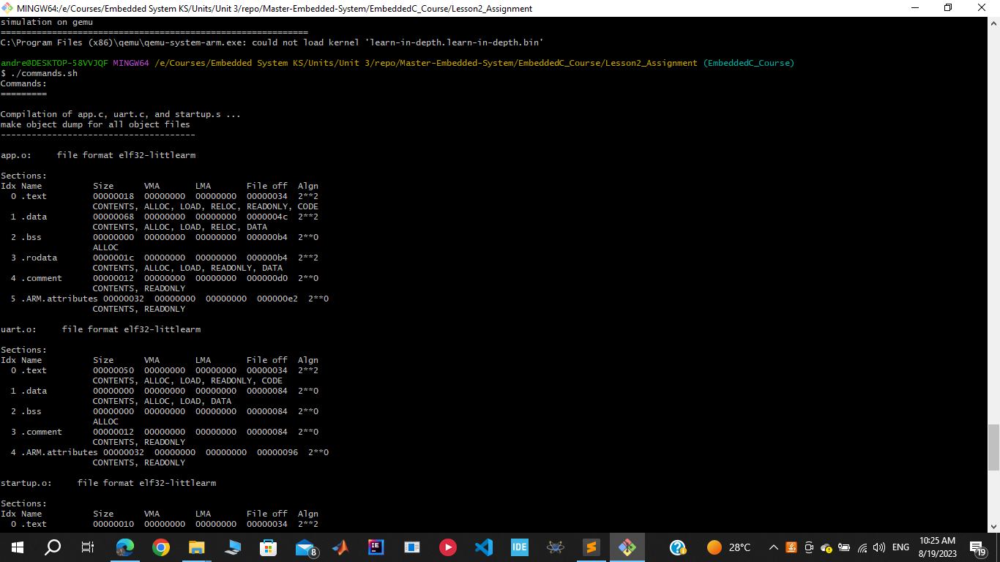 MINGW64:/e/Courses/Embedded System KS/Units/Unit 3/repo/Master-Embedded-System/EmbeddedC_Course/Lesson2_Assignment
simulation on qemu
============================================================
C:\Program Files (x86)\qemu\qemu-system-arm.exe: could not load kernel 'learn-in-depth.learn-in-depth.bin'
andre@DESKTOP-58VVJQF MINGW64 /e/Courses/Embedded System KS/Units/Unit 3/repo/Master-Embedded-System/EmbeddedC_Course/Lesson2_Assignment (EmbeddedC_Course)
$ ./commands.sh
Commands:
=========
Compilation of app.c, uart.c, and startup.s ...
make object dump for all object files
--------------------------------------
app.o:     file format elf32-littlearm
Sections:
Idx Name          Size      VMA       LMA       File off  Algn
  0 .text         00000018  00000000  00000000  00000034  2**2
                  CONTENTS, ALLOC, LOAD, RELOC, READONLY, CODE
  1 .data         00000068  00000000  00000000  0000004c  2**2
                  CONTENTS, ALLOC, LOAD, RELOC, DATA
  2 .bss          00000000  00000000  00000000  000000b4  2**0
                  ALLOC
  3 .rodata       0000001c  00000000  00000000  000000b4  2**2
                  CONTENTS, ALLOC, LOAD, READONLY, DATA
  4 .comment      00000012  00000000  00000000  000000d0  2**0
                  CONTENTS, READONLY
  5 .ARM.attributes 00000032  00000000  00000000  000000e2  2**0
                  CONTENTS, READONLY
uart.o:     file format elf32-littlearm
Sections:
Idx Name          Size      VMA       LMA       File off  Algn
  0 .text         00000050  00000000  00000000  00000034  2**2
                  CONTENTS, ALLOC, LOAD, READONLY, CODE
  1 .data         00000000  00000000  00000000  00000084  2**0
                  CONTENTS, ALLOC, LOAD, DATA
  2 .bss          00000000  00000000  00000000  00000084  2**0
                  ALLOC
  3 .comment      00000012  00000000  00000000  00000084  2**0
                  CONTENTS, READONLY
  4 .ARM.attributes 00000032  00000000  00000000  00000096  2**0
                  CONTENTS, READONLY
startup.o:     file format elf32-littlearm
Sections:
Idx Name          Size      VMA       LMA       File off  Algn
  0 .text         00000010  00000000  00000000  00000034  2**2
8
IE
IDE
28°C
ENG
10:25 AM
8/19/2023
19